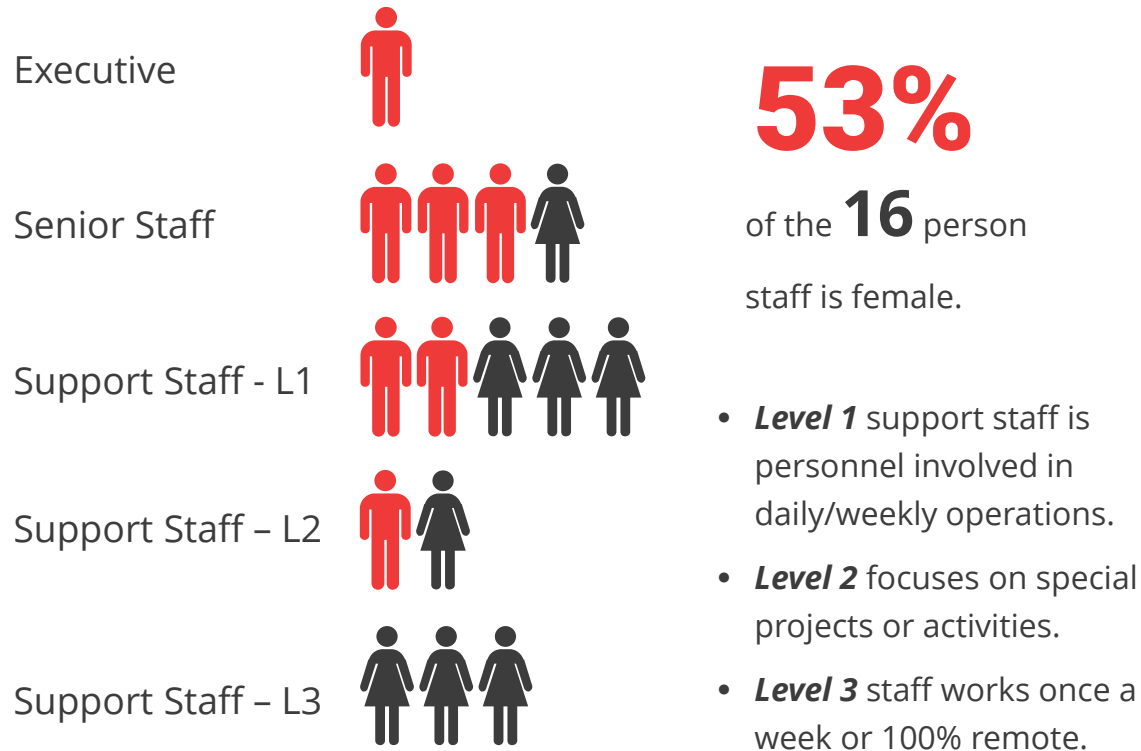 Executive
Senior Staff
Support Staff - L1
Support Staff – L2
Support Staff – L3
53%
of the 16 person
staff is female.
• Level 1 support staff is
personnel involved in
daily/weekly operations.
• Level 2 focuses on special
projects or activities.
• Level 3 staff works once a
week or 100% remote.